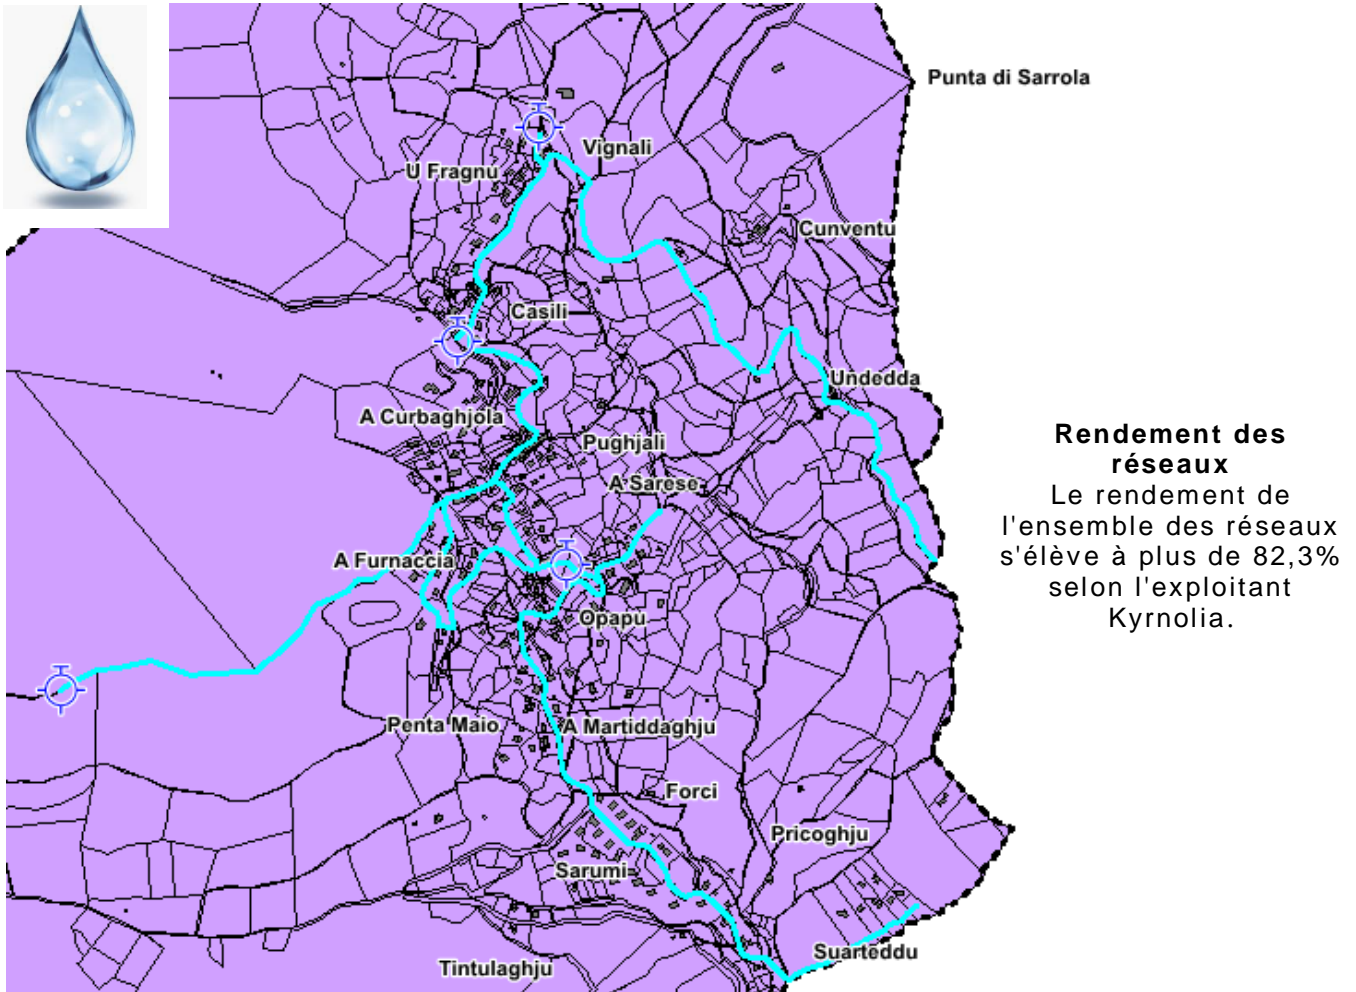 Punta di Sarrola
Vignali
U Fragnu
Cunventu
Casili
Undedda
A Curbaghjola
Pughjali
A Sarese
A Furnaccia
Opapu
Penta Maio
A Martiddaghju
Forci
Pricoghju
Sarumi
Suarteddu
Tintulaghju
Rendement des
réseaux
Le rendement de
l'ensemble des réseaux
s'élève à plus de 82,3%
selon l'exploitant
Kyrnolia.